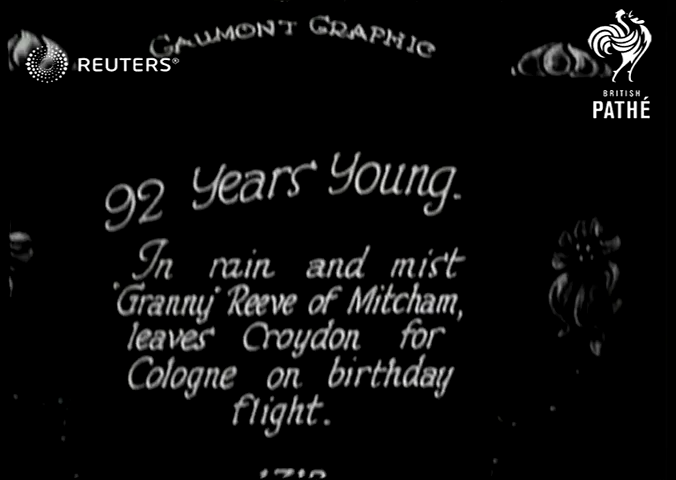 GAUMONT GRAPHIC
REUTERS®
BRITISH
PATHÉ
92 Years Young.
In rain and mist
'Granny' Reeve of Mitcham,
leaves Croydon for
Cologne on birthday
flight.